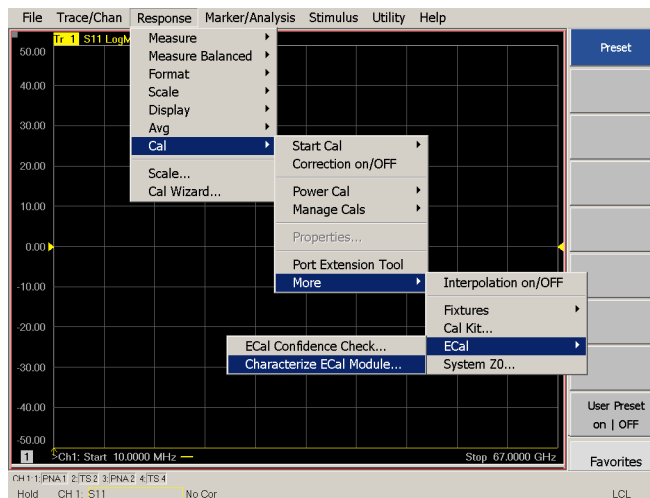 File Trace/Chan Response Marker/Analysis Stimulus Utility Help
Tr 1 S11 LogM
50.00
40.00
30.00
20.00
10.00
0.00
-10.00
-20.00
-30.00
-40.00
-50.00
Measure
Measure Balanced
Format
Scale
Display
Avg
Cal
Scale...
Cal Wizard...
Start Cal
Correction on/OFF
Power Cal
Manage Cals
Properties...
Port Extension Tool
More
Interpolation on/OFF
Fixtures
Cal Kit...
ECal
System Z0...
ECal Confidence Check...
Characterize ECal Module...
Preset
User Preset
on | OFF
Favorites
1 >Ch1: Start 10.0000 MHz — Stop 67.0000 GHz
CH 1 1:PNA 1 2:TS 2 3:PNA 2 4:TS 4
Hold CH 1: S11 No Cor LCL